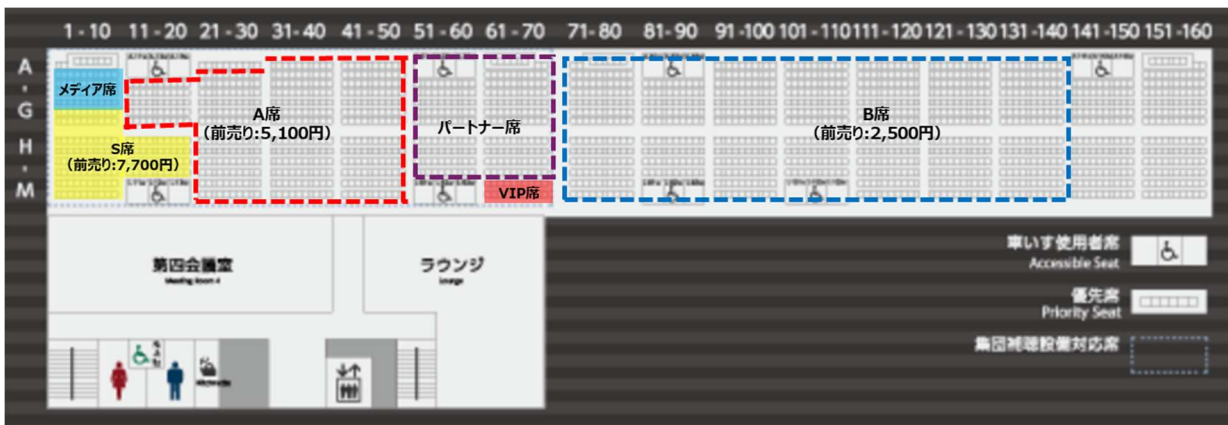 1 - 10 11 - 20 21 - 30 31 - 40 41 - 50 51 - 60 61 - 70 71 - 80 81 - 90 91 -100 101 - 110 111 - 120 121 - 130 131 -140 141 -150 151 -160
A
・
G
H
・
M
メディア席
S席
(前売り:7,700円)
A席
(前売り:5,100円)
パートナー席
VIP席
B席
(前売り:2,500円)
第四会議室
Meeting Room 4
ラウンジ
Lounge
車いす使用者席
Accessible Seat
優先席
Priority Seat
集団補聴設備対応席